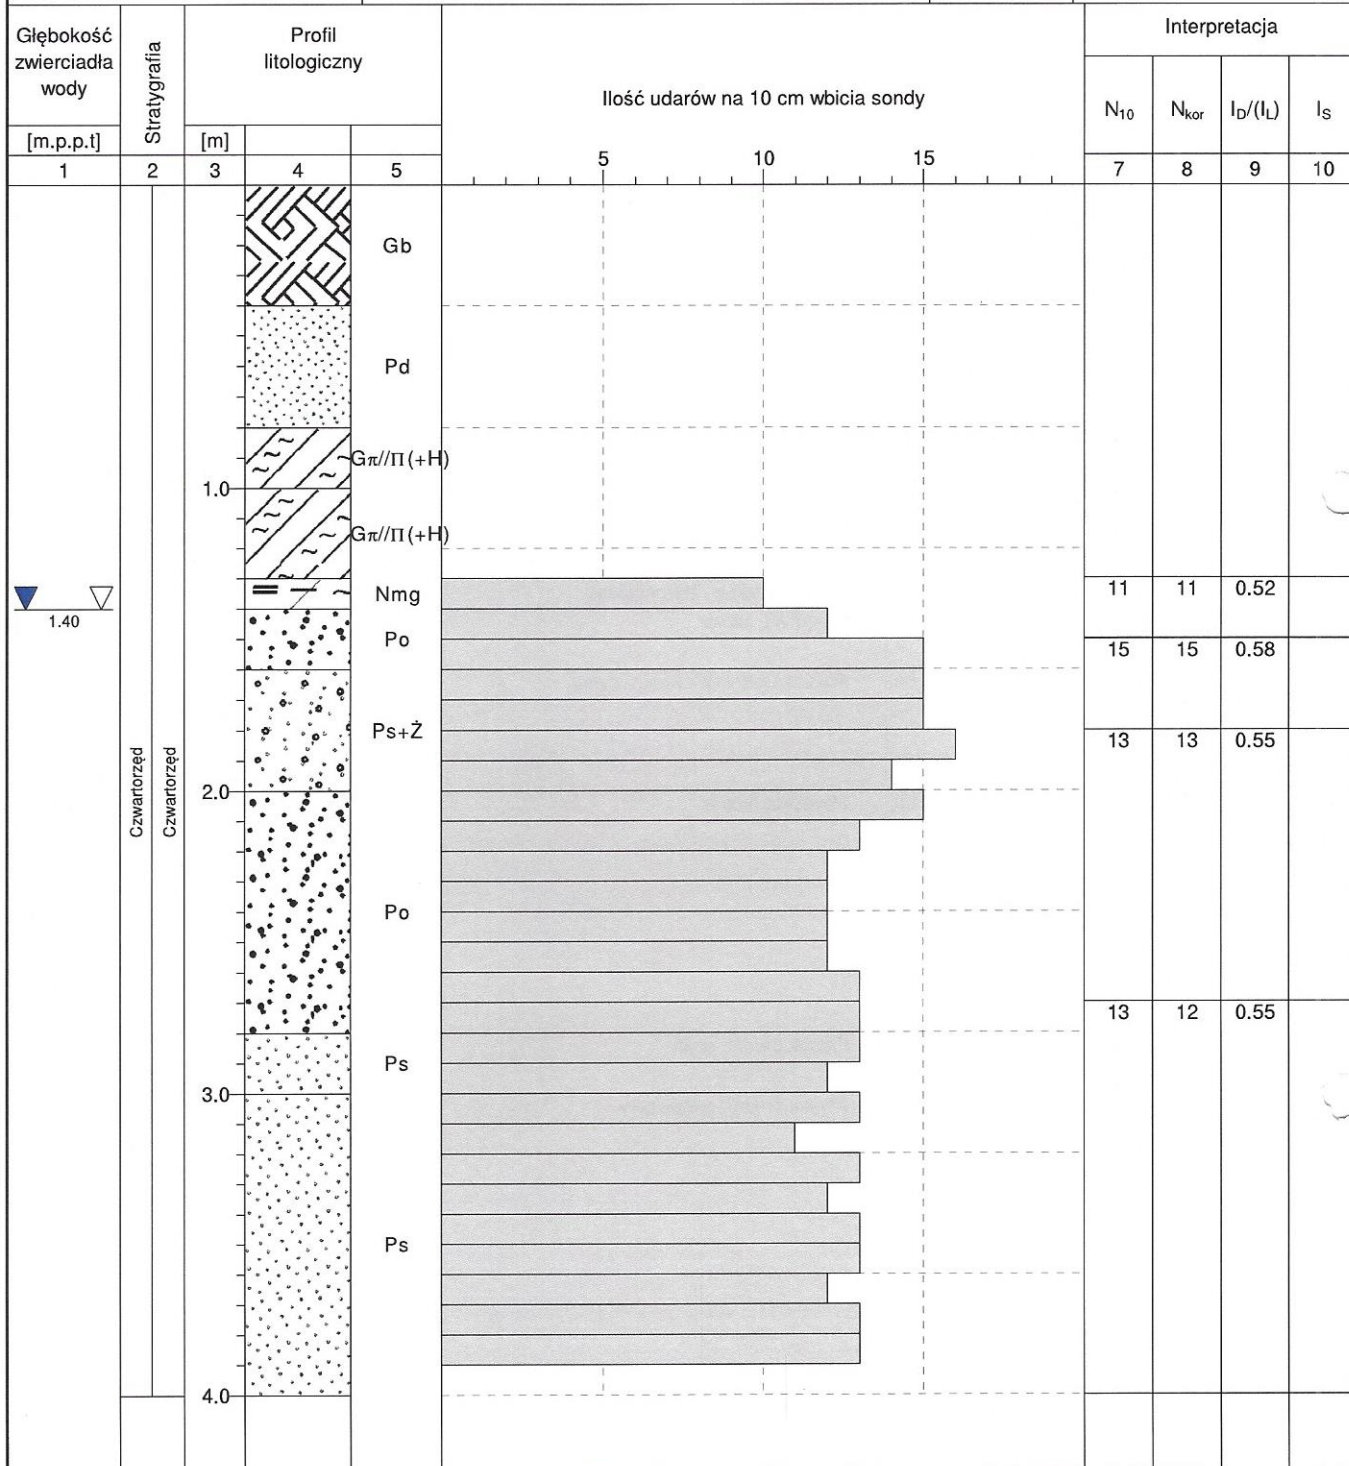 Głębokość
zwierciadła
wody
[m.p.p.t]
1
Stratygrafia
2
Profil
litologiczny
[m]
3
4
5
Ilość udarów na 10 cm wbicia sondy
5
10
15
Interpretacja
N10
Nkor
ID/(IL)
IS
7
8
9
10
Gb
Pd
Gπ//Π(+H)
1.0
Gπ//Π(+H)
Nmg
11
11
0.52
1.40
Po
15
15
0.58
Ps+Ż
13
13
0.55
Czwartorzęd
Czwartorzęd
2.0
Po
13
12
0.55
Ps
3.0
Ps
4.0